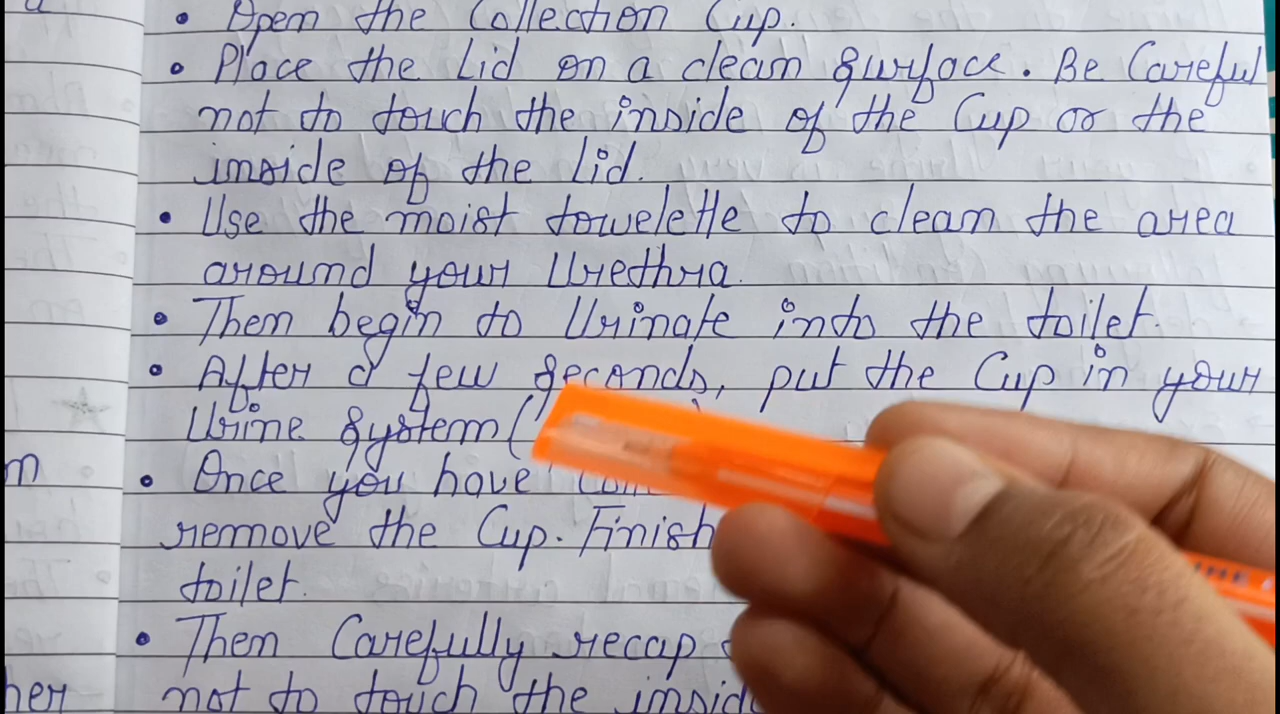 • Open the Collection Cup.
• Place the Lid on a clean surface. Be Careful
not to touch the inside of the Cup or the
inside of the Lid.
• Use the moist towelette to clean the area
around your Urethra.
• Then begin to Urinate into the toilet.
• After a few seconds, put the Cup in your
Urine system (
m
• Once you have
remove the Cup. Finish
toilet.
• Then Carefully recap
her
not to touch the inside